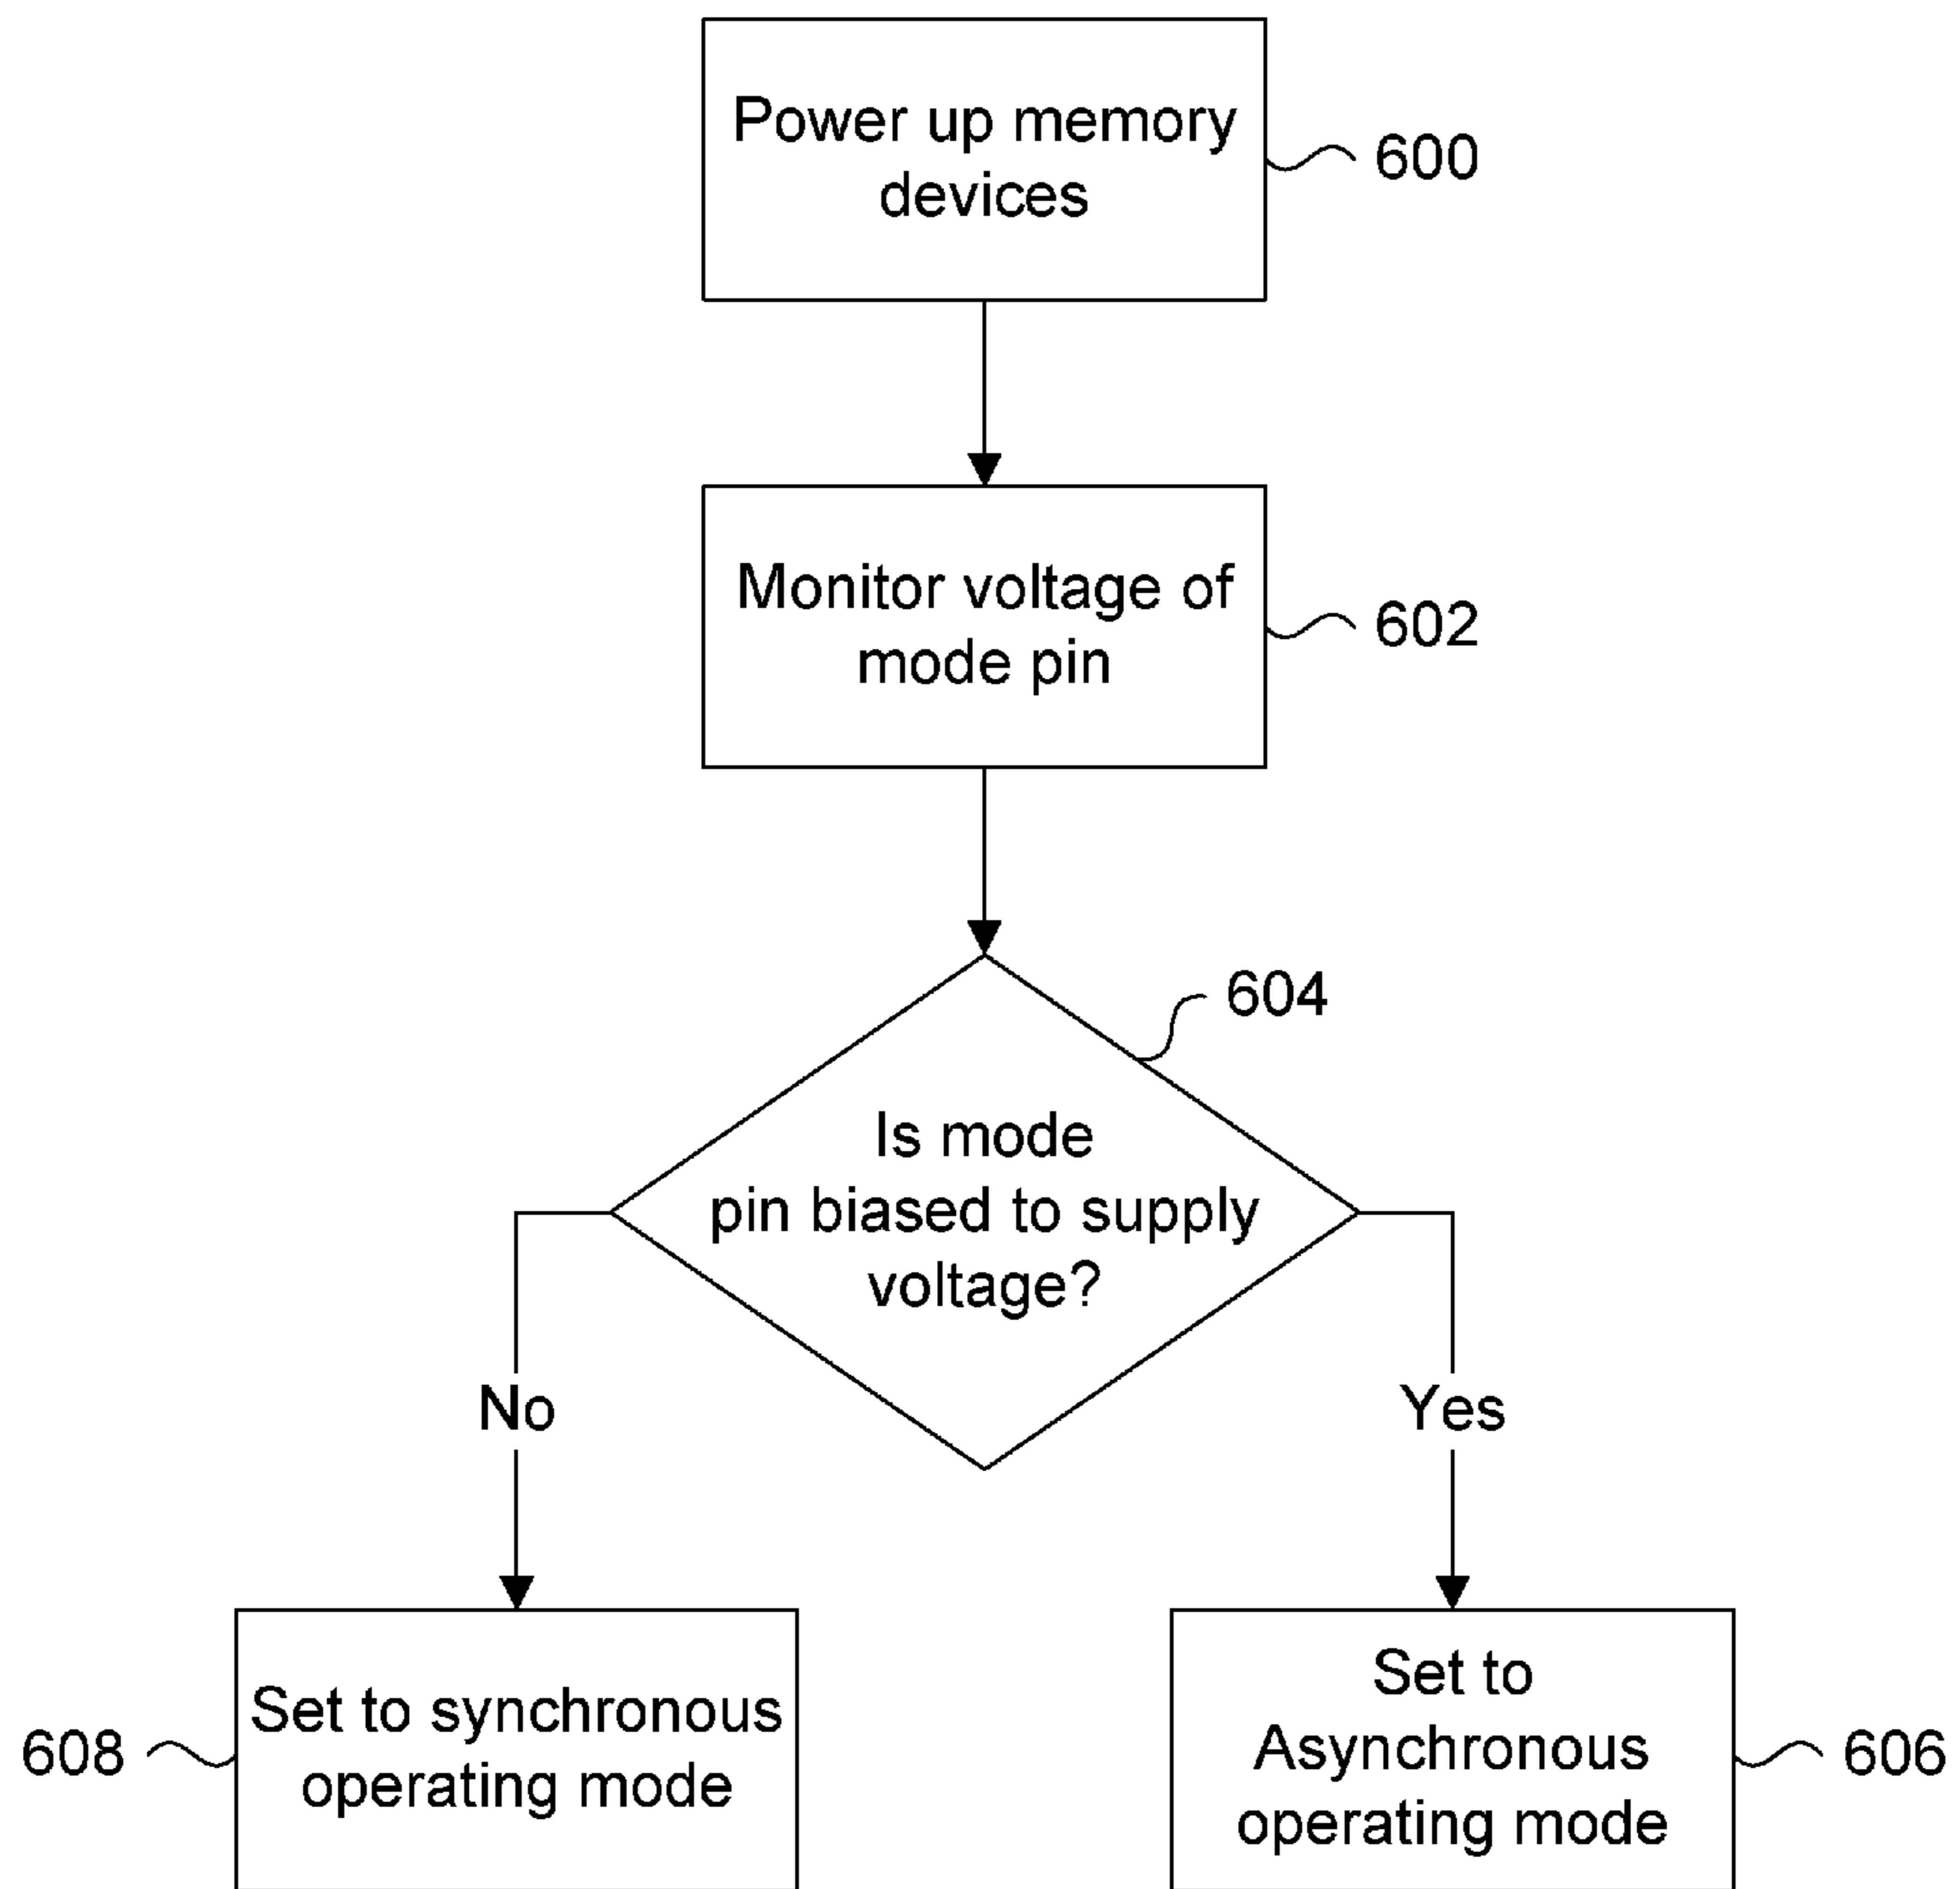 Power up memory
devices
600
Monitor voltage of
mode pin
602
604
Is mode
pin biased to supply
voltage?
No
Yes
Set to synchronous
operating mode
608
Set to
Asynchronous
operating mode
606